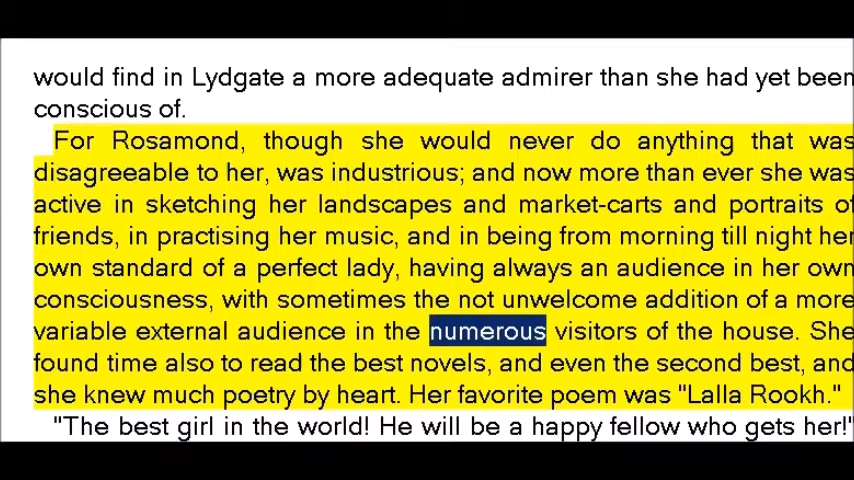 would find in Lydgate a more adequate admirer than she had yet been
conscious of.
For Rosamond, though she would never do anything that was
disagreeable to her, was industrious; and now more than ever she was
active in sketching her landscapes and market-carts and portraits of
friends, in practising her music, and in being from morning till night her
own standard of a perfect lady, having always an audience in her own
consciousness, with sometimes the not unwelcome addition of a more
variable external audience in the numerous visitors of the house. She
found time also to read the best novels, and even the second best, and
she knew much poetry by heart. Her favorite poem was "Lalla Rookh."
"The best girl in the world! He will be a happy fellow who gets her!"